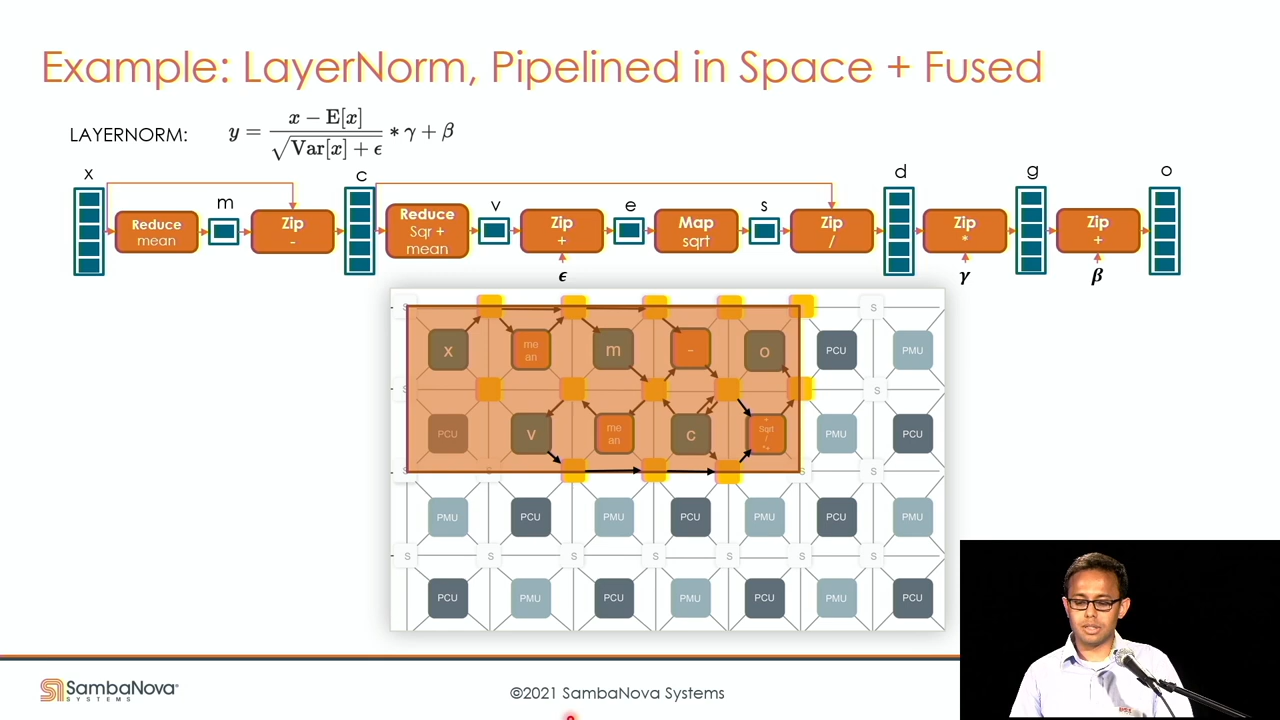 Example: LayerNorm, Pipelined in Space + Fused
LAYERNORM: y = (x − E[x]) / √(Var[x] + ϵ) * γ + β
x
m
c
v
e
s
d
g
o
Reduce
mean
Zip
-
Reduce
Sqr +
mean
Zip
+
Map
sqrt
Zip
/
Zip
*
Zip
+
ϵ
γ
β
S S
x me an m - o PCU PMU
S S
PCU v me an c + Sqrt / *+ PMU PCU
S S S
PMU PCU PMU PCU PMU PCU PMU
S S S S S S S
PCU PMU PCU PMU PCU PMU PCU
SambaNova
SYSTEMS
©2021 SambaNova Systems